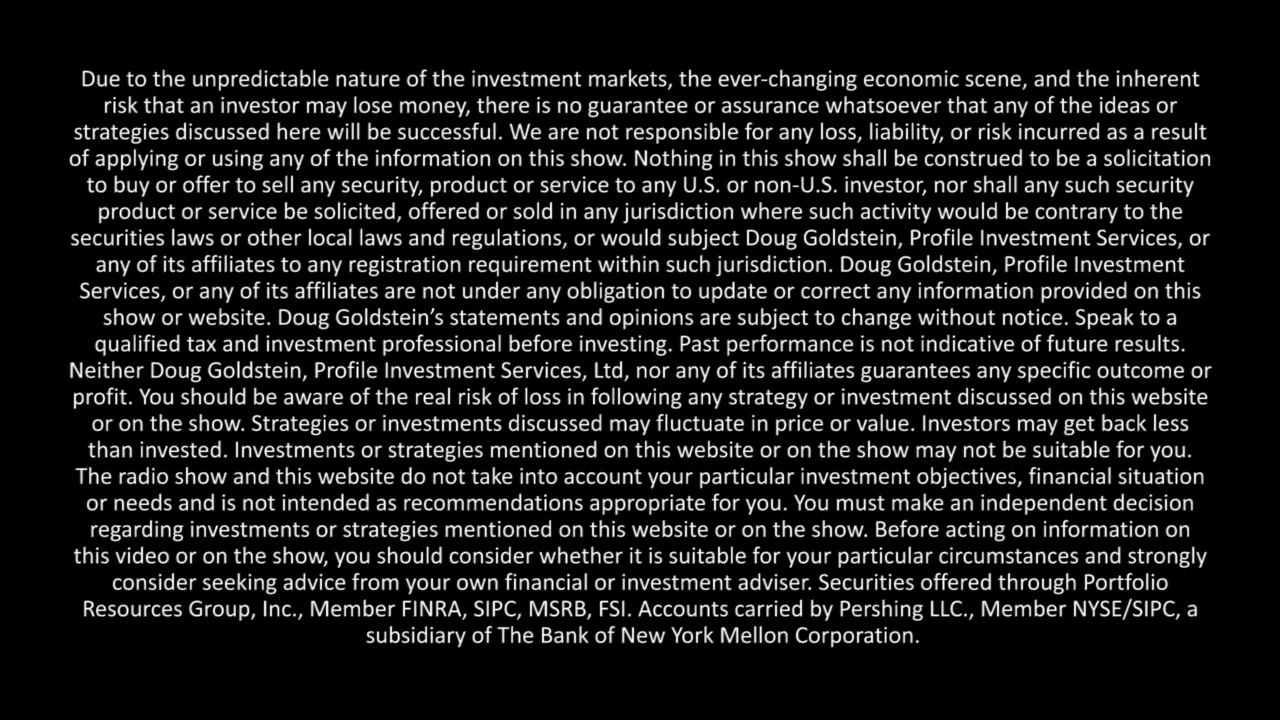 Due to the unpredictable nature of the investment markets, the ever-changing economic scene, and the inherent
risk that an investor may lose money, there is no guarantee or assurance whatsoever that any of the ideas or
strategies discussed here will be successful. We are not responsible for any loss, liability, or risk incurred as a result
of applying or using any of the information on this show. Nothing in this show shall be construed to be a solicitation
to buy or offer to sell any security, product or service to any U.S. or non-U.S. investor, nor shall any such security
product or service be solicited, offered or sold in any jurisdiction where such activity would be contrary to the
securities laws or other local laws and regulations, or would subject Doug Goldstein, Profile Investment Services, or
any of its affiliates to any registration requirement within such jurisdiction. Doug Goldstein, Profile Investment
Services, or any of its affiliates are not under any obligation to update or correct any information provided on this
show or website. Doug Goldstein’s statements and opinions are subject to change without notice. Speak to a
qualified tax and investment professional before investing. Past performance is not indicative of future results.
Neither Doug Goldstein, Profile Investment Services, Ltd, nor any of its affiliates guarantees any specific outcome or
profit. You should be aware of the real risk of loss in following any strategy or investment discussed on this website
or on the show. Strategies or investments discussed may fluctuate in price or value. Investors may get back less
than invested. Investments or strategies mentioned on this website or on the show may not be suitable for you.
The radio show and this website do not take into account your particular investment objectives, financial situation
or needs and is not intended as recommendations appropriate for you. You must make an independent decision
regarding investments or strategies mentioned on this website or on the show. Before acting on information on
this video or on the show, you should consider whether it is suitable for your particular circumstances and strongly
consider seeking advice from your own financial or investment adviser. Securities offered through Portfolio
Resources Group, Inc., Member FINRA, SIPC, MSRB, FSI. Accounts carried by Pershing LLC., Member NYSE/SIPC, a
subsidiary of The Bank of New York Mellon Corporation.